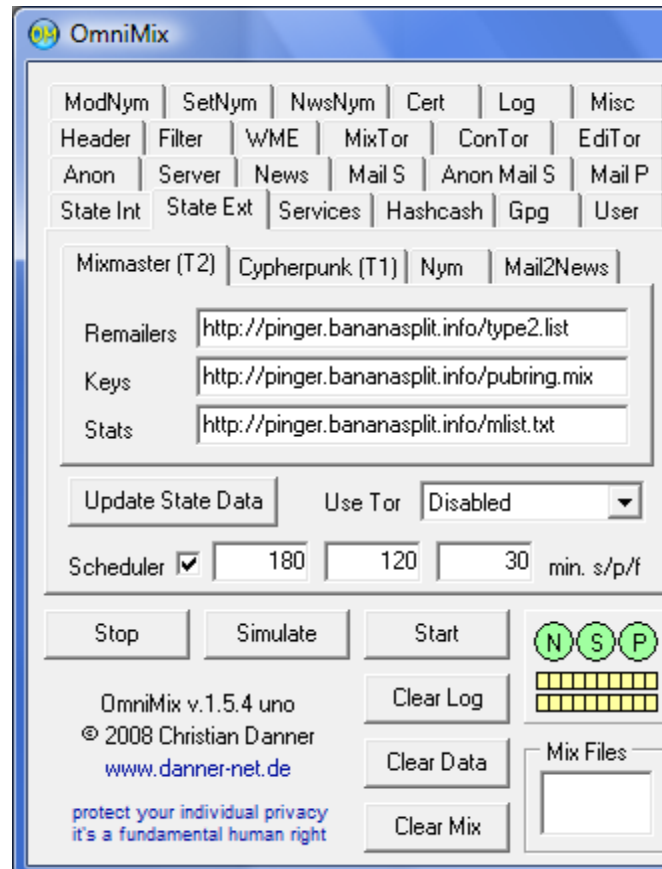 OmniMix
ModNym SetNym NwsNym Cert Log Misc
Header Filter WME MixTor ConTor EdiTor
Anon Server News Mail S Anon Mail S Mail P
State Int State Ext Services Hashcash Gpg User
Mixmaster (T2) Cypherpunk (T1) Nym Mail2News
Remailers http://pinger.bananasplit.info/type2.list
Keys http://pinger.bananasplit.info/pubring.mix
Stats http://pinger.bananasplit.info/mlist.txt
Update State Data Use Tor Disabled
Scheduler 180 120 30 min. s/p/f
Stop Simulate Start N S P
OmniMix v.1.5.4 uno Clear Log
© 2008 Christian Danner
www.danner-net.de Clear Data Mix Files
protect your individual privacy
it's a fundamental human right Clear Mix